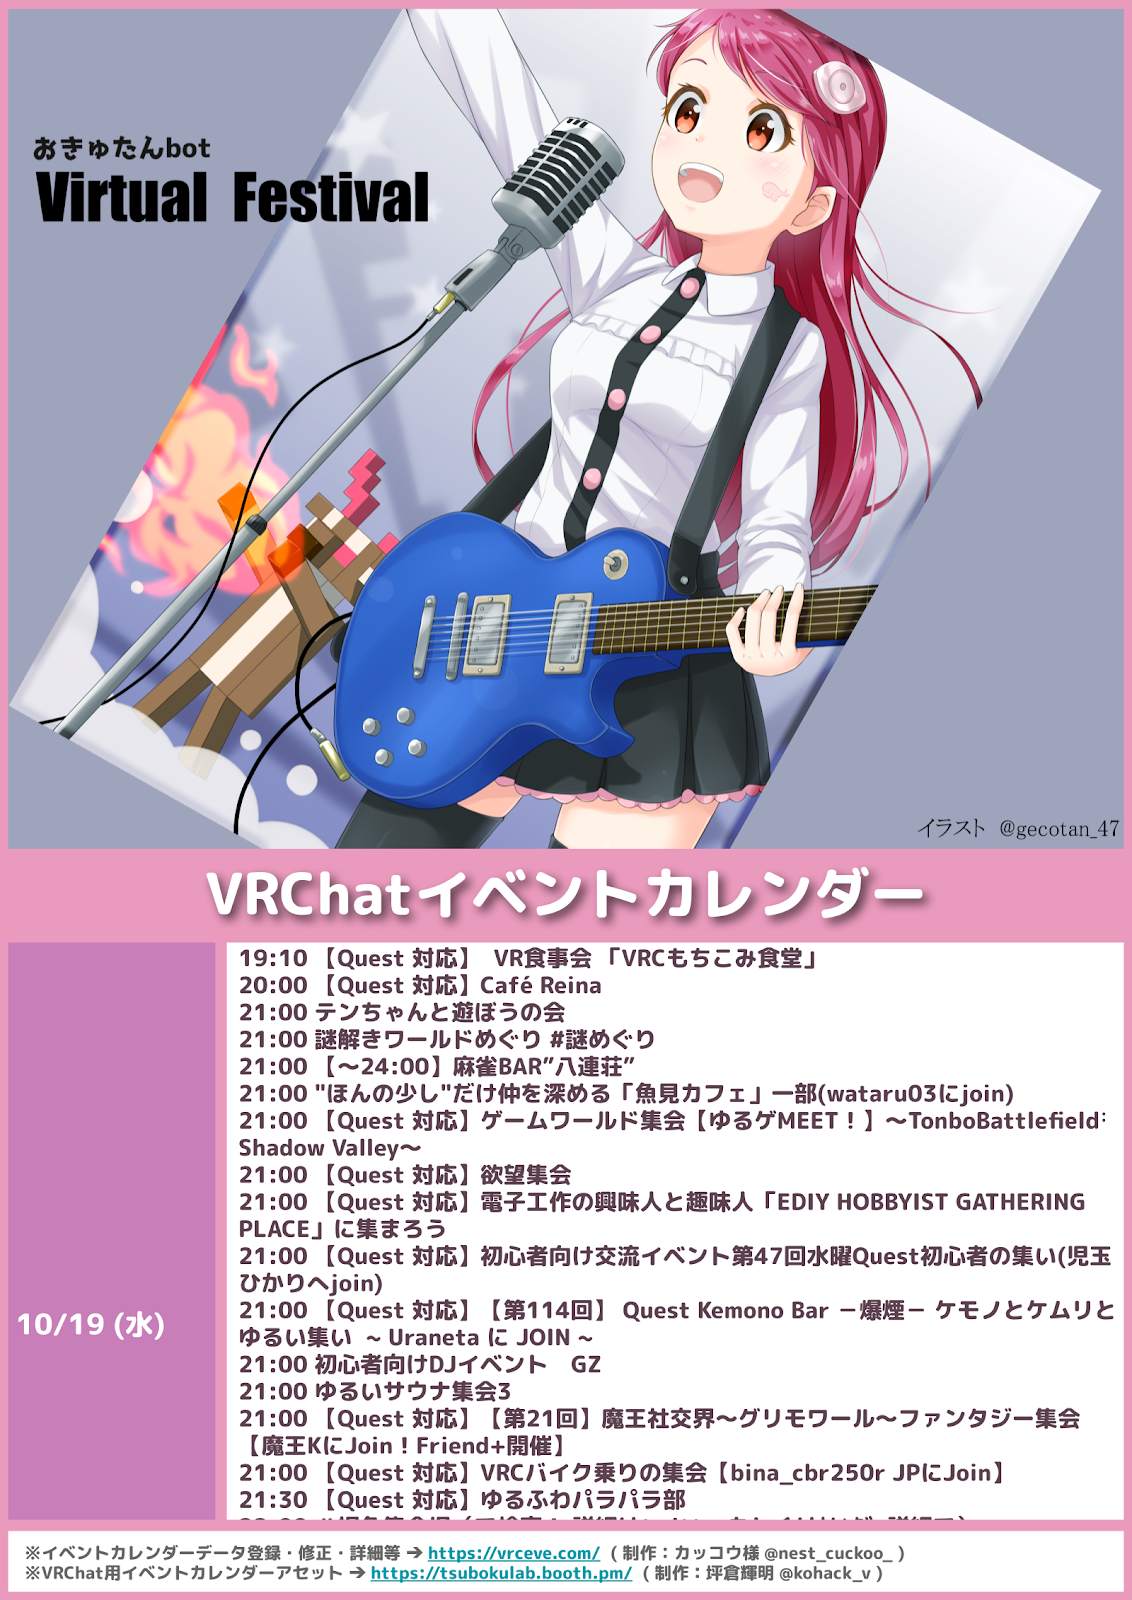 おきゅたんbot
Virtual Festival
イラスト @gecotan_47
VRChatイベントカレンダー
10/19 (水)
19:10 【Quest 対応】 VR食事会 「VRCもちこみ食堂」
20:00 【Quest 対応】Café Reina
21:00 テンちゃんと遊ぼうの会
21:00 謎解きワールドめぐり #謎めぐり
21:00 【～24:00】麻雀BAR”八連荘”
21:00 "ほんの少し"だけ仲を深める「魚見カフェ」一部(wataru03にjoin)
21:00 【Quest 対応】ゲームワールド集会【ゆるゲMEET！】～TonboBattlefield
Shadow Valley～
21:00 【Quest 対応】欲望集会
21:00 【Quest 対応】電子工作の興味人と趣味人「EDIY HOBBYIST GATHERING
PLACE」に集まろう
21:00 【Quest 対応】初心者向け交流イベント第47回水曜Quest初心者の集い(児玉
ひかりへjoin)
21:00 【Quest 対応】【第114回】 Quest Kemono Bar －爆煙－ ケモノとケムリと
ゆるい集い ~ Uraneta に JOIN ~
21:00 初心者向けDJイベント　GZ
21:00 ゆるいサウナ集会3
21:00 【Quest 対応】【第21回】魔王社交界～グリモワール～ファンタジー集会
【魔王KにJoin！Friend+開催】
21:00 【Quest 対応】VRCバイク乗りの集会【bina_cbr250r JPにJoin】
21:30 【Quest 対応】ゆるふわパラパラ部
※イベントカレンダーデータ登録・修正・詳細等 ➔ https://vrceve.com/ ( 制作：カッコウ様 @nest_cuckoo_ )
※VRChat用イベントカレンダーアセット ➔ https://tsubokulab.booth.pm/ ( 制作：坪倉輝明 @kohack_v )